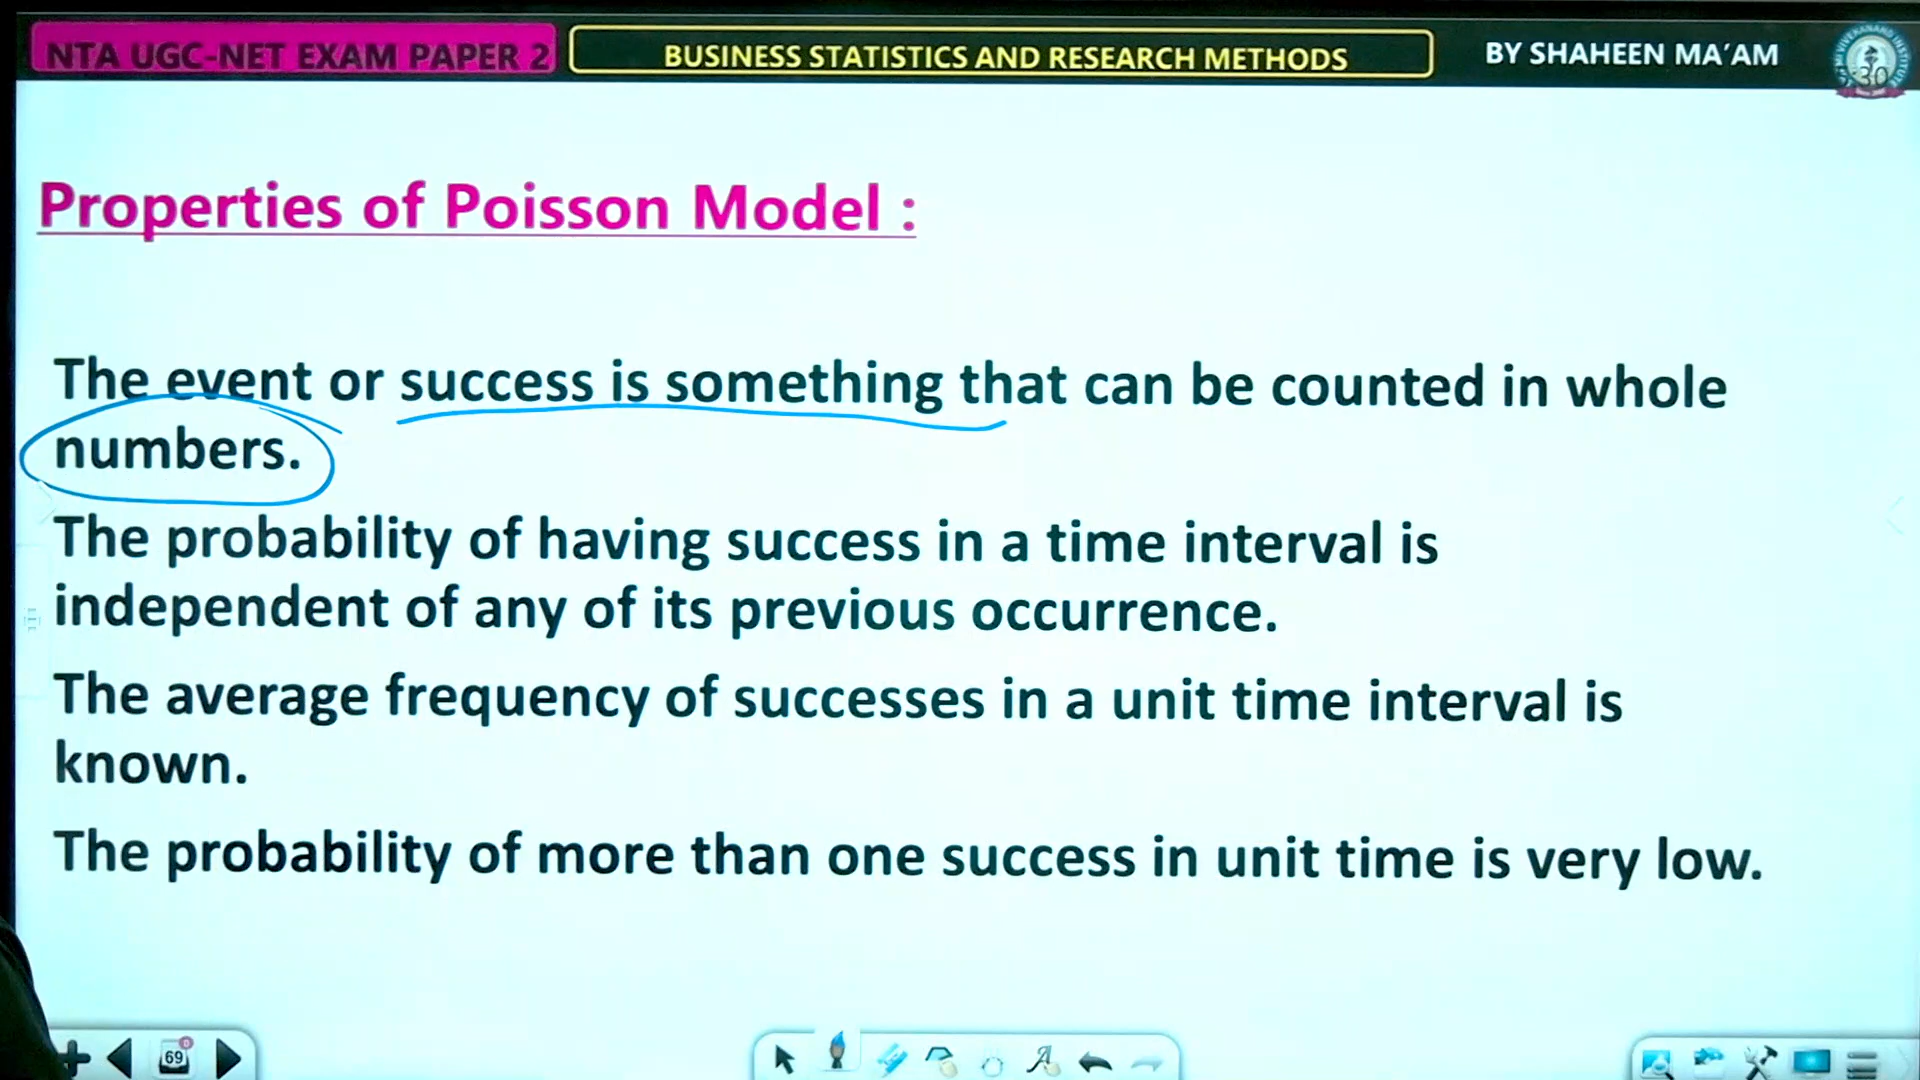 NTA UGC-NET EXAM PAPER 2
BUSINESS STATISTICS AND RESEARCH METHODS
BY SHAHEEN MA'AM
30
Properties of Poisson Model :
The event or success is something that can be counted in whole
numbers.
The probability of having success in a time interval is
independent of any of its previous occurrence.
The average frequency of successes in a unit time interval is
known.
The probability of more than one success in unit time is very low.
69
0